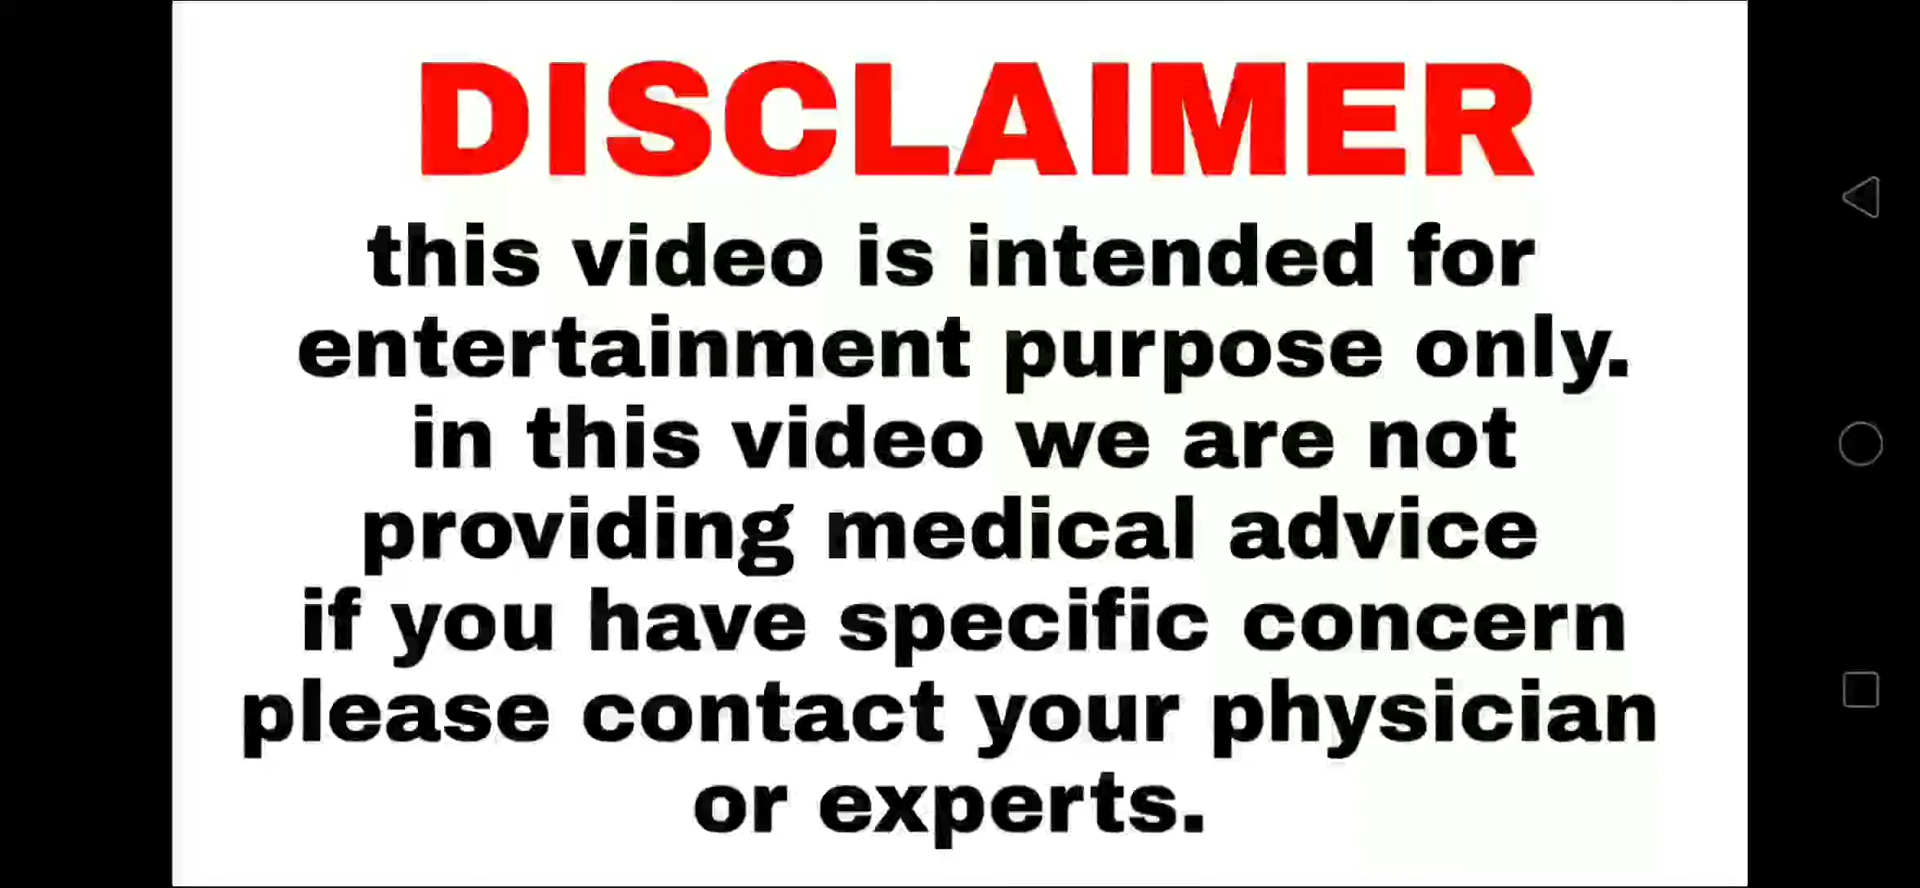 DISCLAIMER
this video is intended for
entertainment purpose only.
in this video we are not
providing medical advice
if you have specific concern
please contact your physician
or experts.